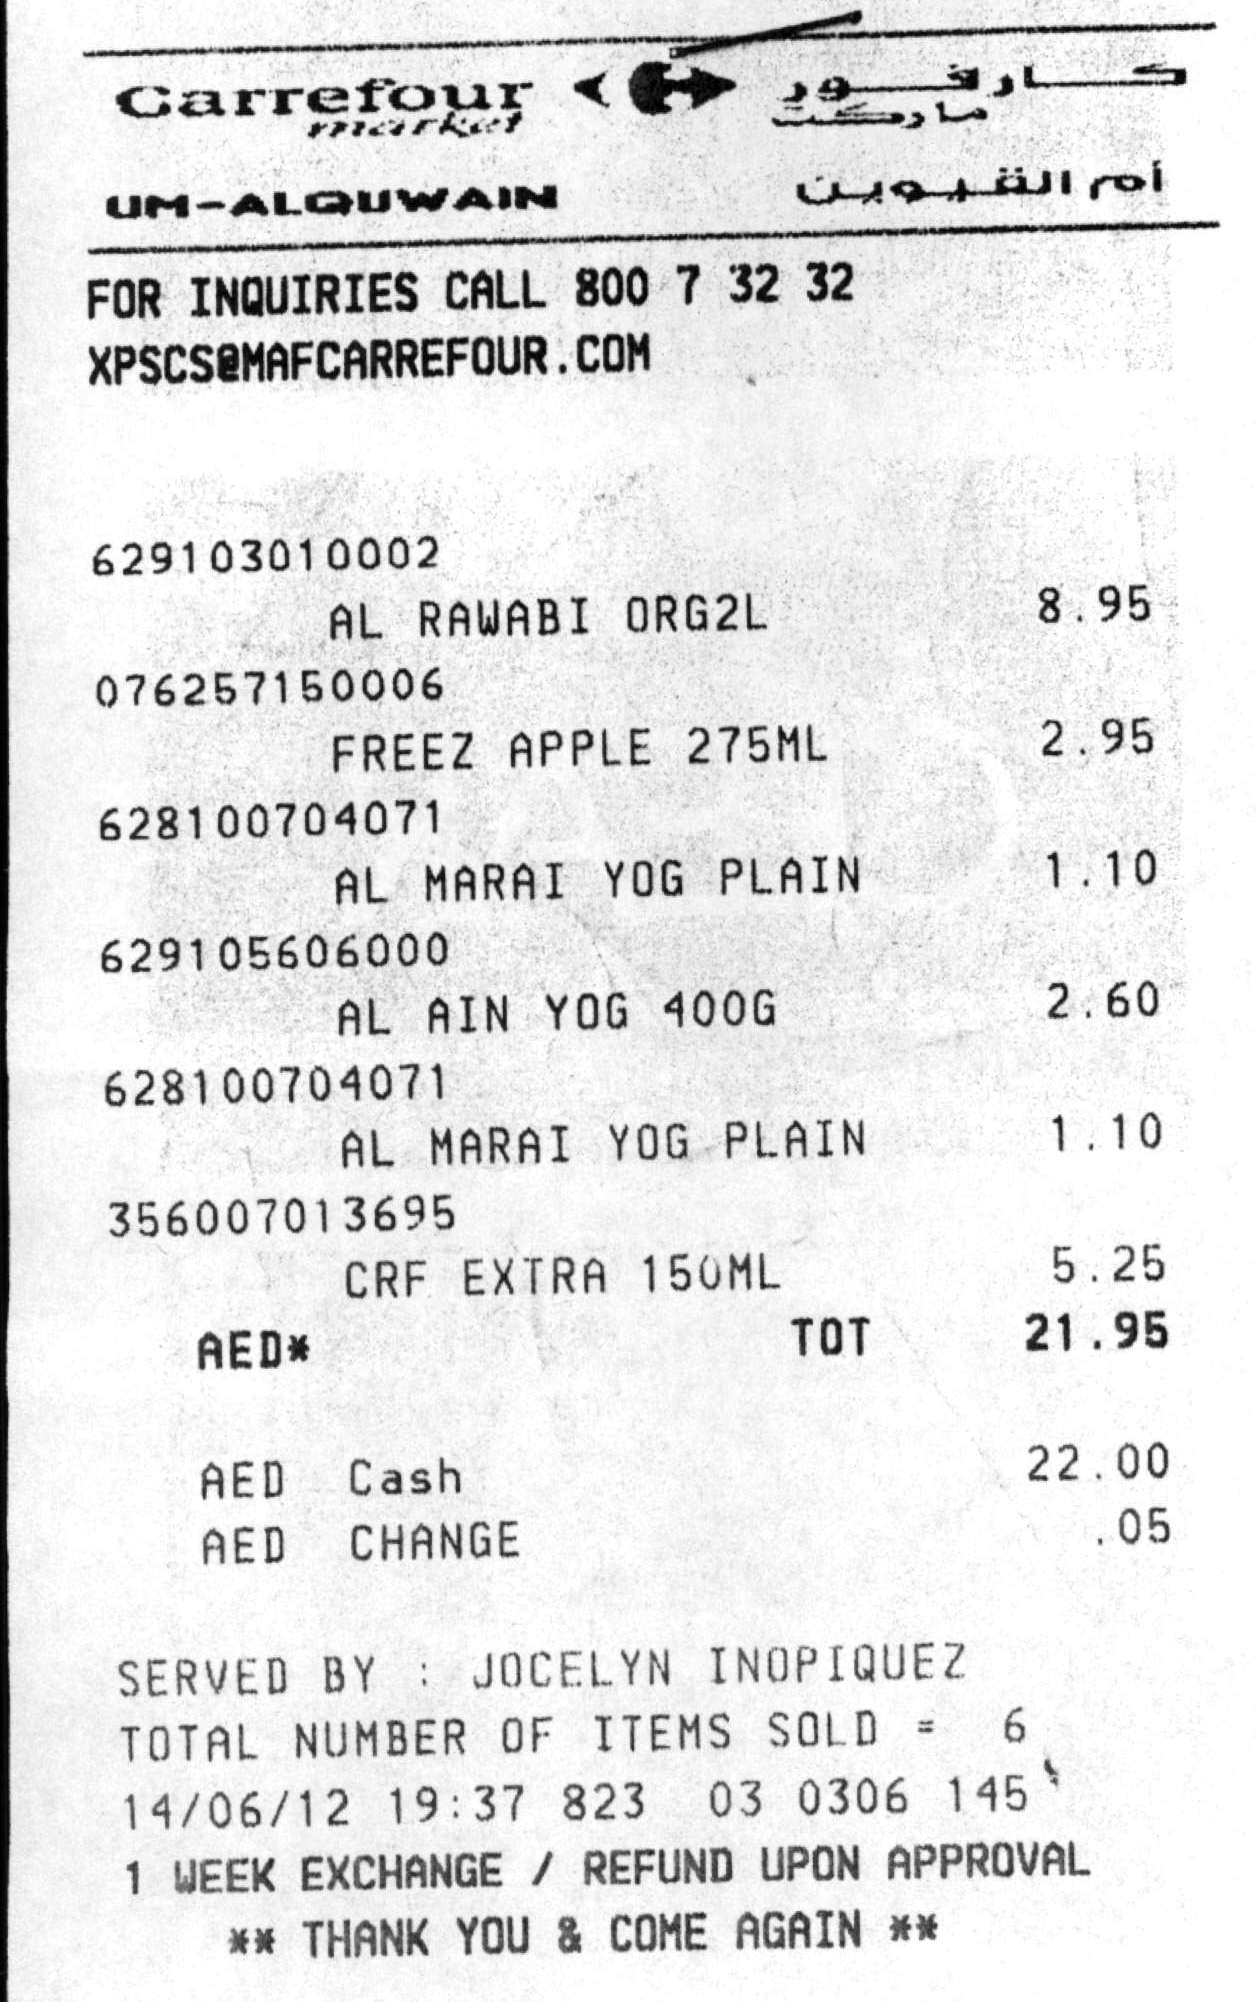 Carrefour كارفور
market ماركت
UM-ALQUWAIN أم القيوين
FOR INQUIRIES CALL 800 7 32 32
XPSCS@MAFCARREFOUR.COM
629103010002
AL RAWABI ORG2L 8.95
076257150006
FREEZ APPLE 275ML 2.95
628100704071
AL MARAI YOG PLAIN 1.10
629105606000
AL AIN YOG 400G 2.60
628100704071
AL MARAI YOG PLAIN 1.10
356007013695
CRF EXTRA 150ML 5.25
AED* TOT 21.95
AED Cash 22.00
AED CHANGE .05
SERVED BY : JOCELYN INOPIQUEZ
TOTAL NUMBER OF ITEMS SOLD = 6
14/06/12 19:37 823 03 0306 145
1 WEEK EXCHANGE / REFUND UPON APPROVAL
** THANK YOU & COME AGAIN **